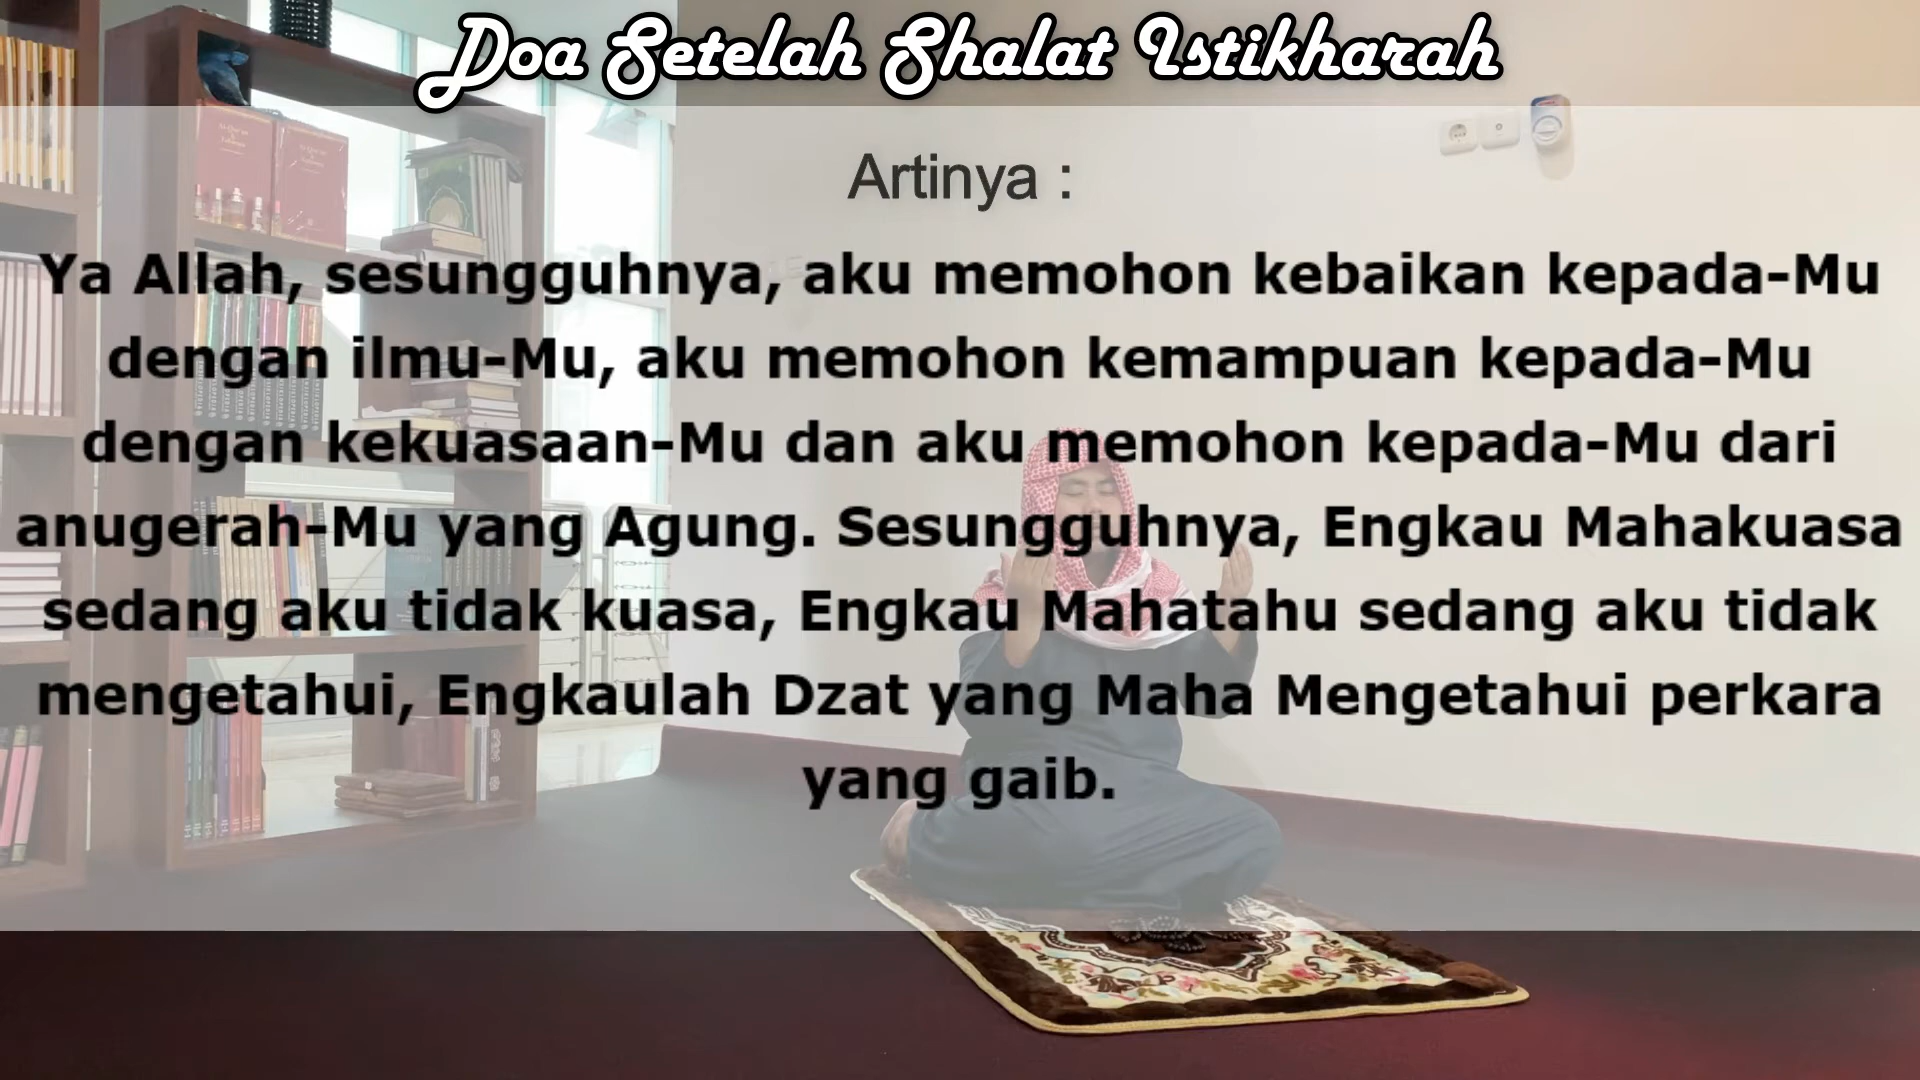 Doa Setelah Shalat Istikharah
Artinya :
Ya Allah, sesungguhnya, aku memohon kebaikan kepada-Mu
dengan ilmu-Mu, aku memohon kemampuan kepada-Mu
dengan kekuasaan-Mu dan aku memohon kepada-Mu dari
anugerah-Mu yang Agung. Sesungguhnya, Engkau Mahakuasa
sedang aku tidak kuasa, Engkau Mahatahu sedang aku tidak
mengetahui, Engkaulah Dzat yang Maha Mengetahui perkara
yang gaib.